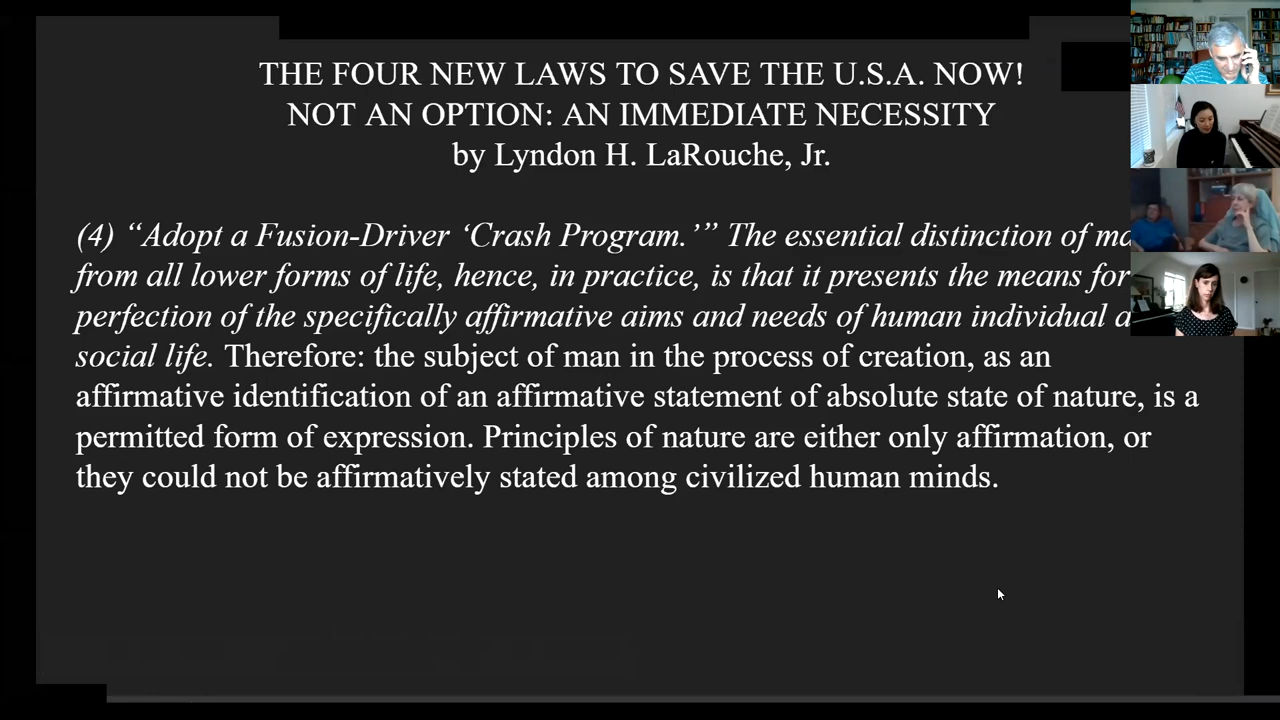 THE FOUR NEW LAWS TO SAVE THE U.S.A. NOW!
NOT AN OPTION: AN IMMEDIATE NECESSITY
by Lyndon H. LaRouche, Jr.
(4) “Adopt a Fusion-Driver ‘Crash Program.’” The essential distinction of
from all lower forms of life, hence, in practice, is that it presents the means for
perfection of the specifically affirmative aims and needs of human individual
social life. Therefore: the subject of man in the process of creation, as an
affirmative identification of an affirmative statement of absolute state of nature, is a
permitted form of expression. Principles of nature are either only affirmation, or
they could not be affirmatively stated among civilized human minds.